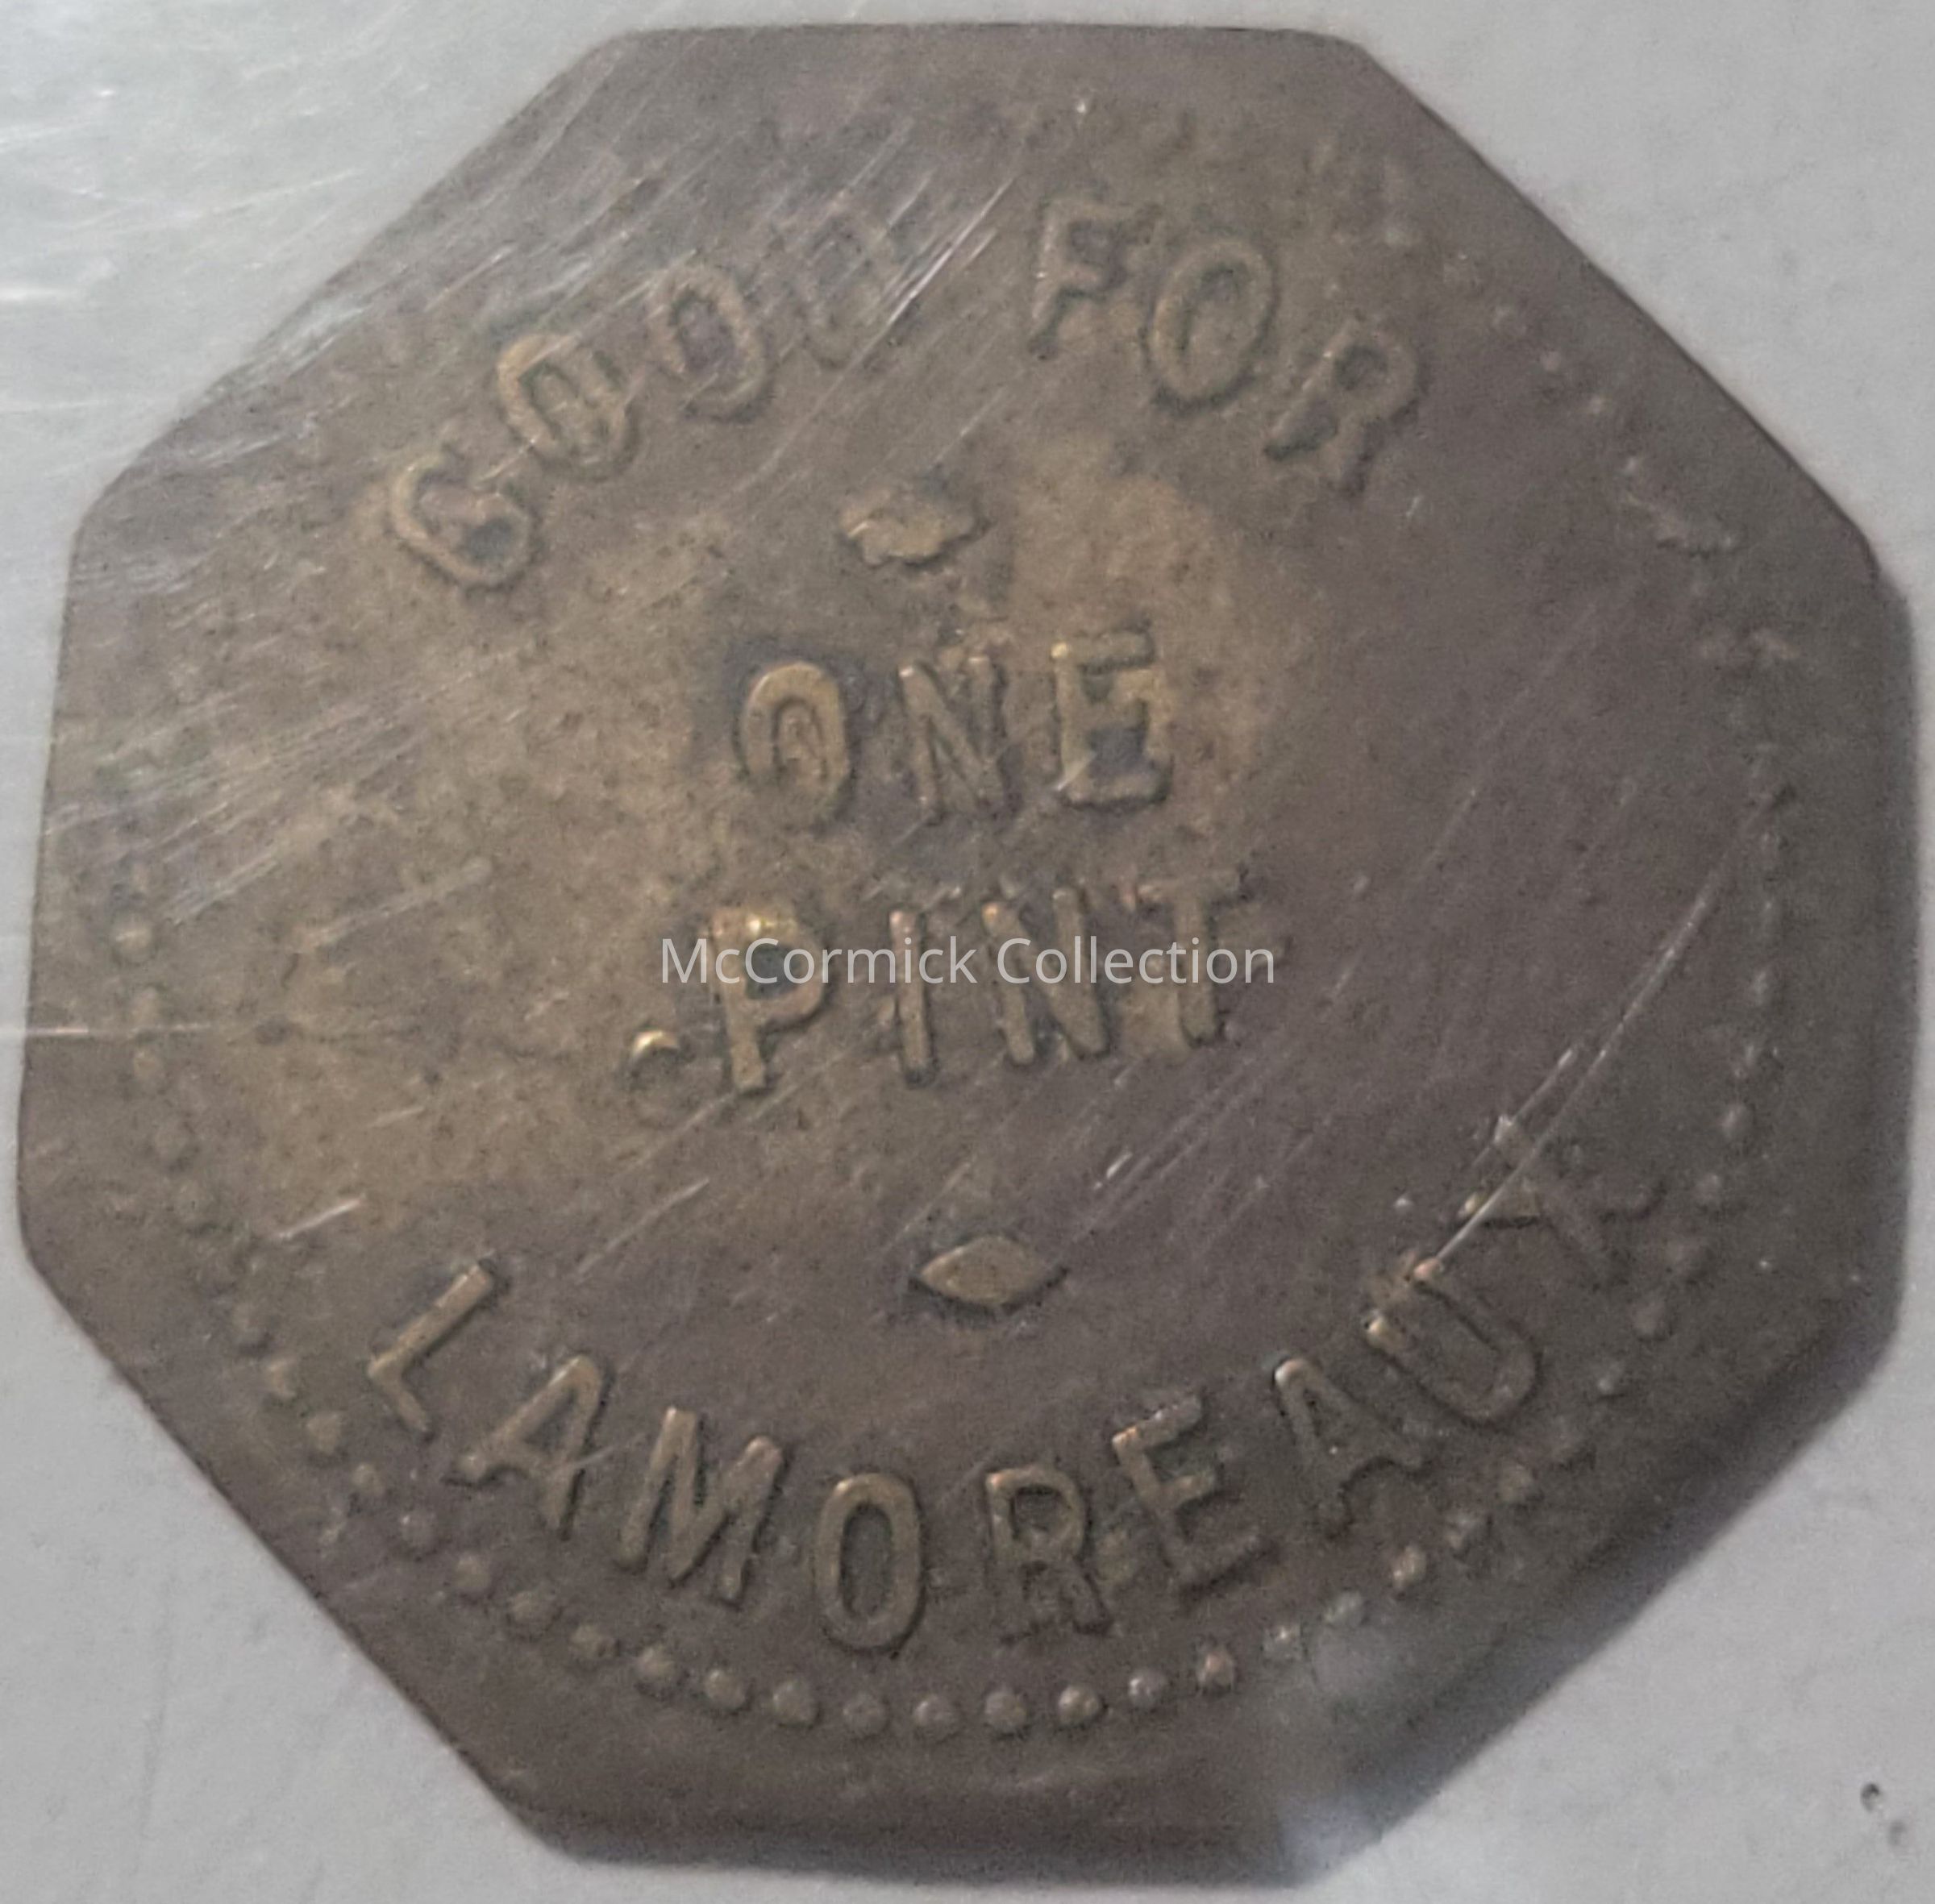 GOOD FOR
ONE
PINT
McCormick Collection
LAMOREAUX